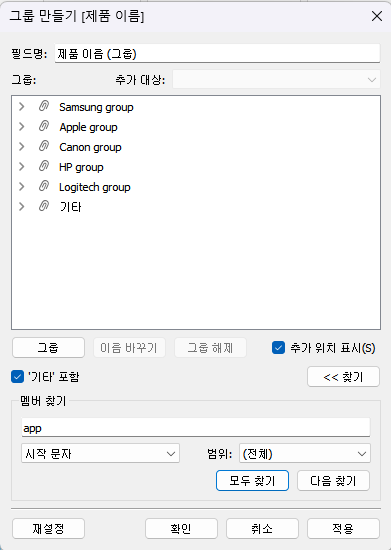 그룹 만들기 [제품 이름]
필드명: 제품 이음 (그룹)
그룹: 추가 대상:
Samsung group
Apple group
Canon group
HP group
Logitech group
기타
그룹 이름 바꾸기 그룹 해제 추가 위치 표시(S)
'기타' 포함 << 찾기
멤버 찾기
app
시작 문자 범위: (전체)
모두 찾기 다음 찾기
재설정 확인 취소 적용